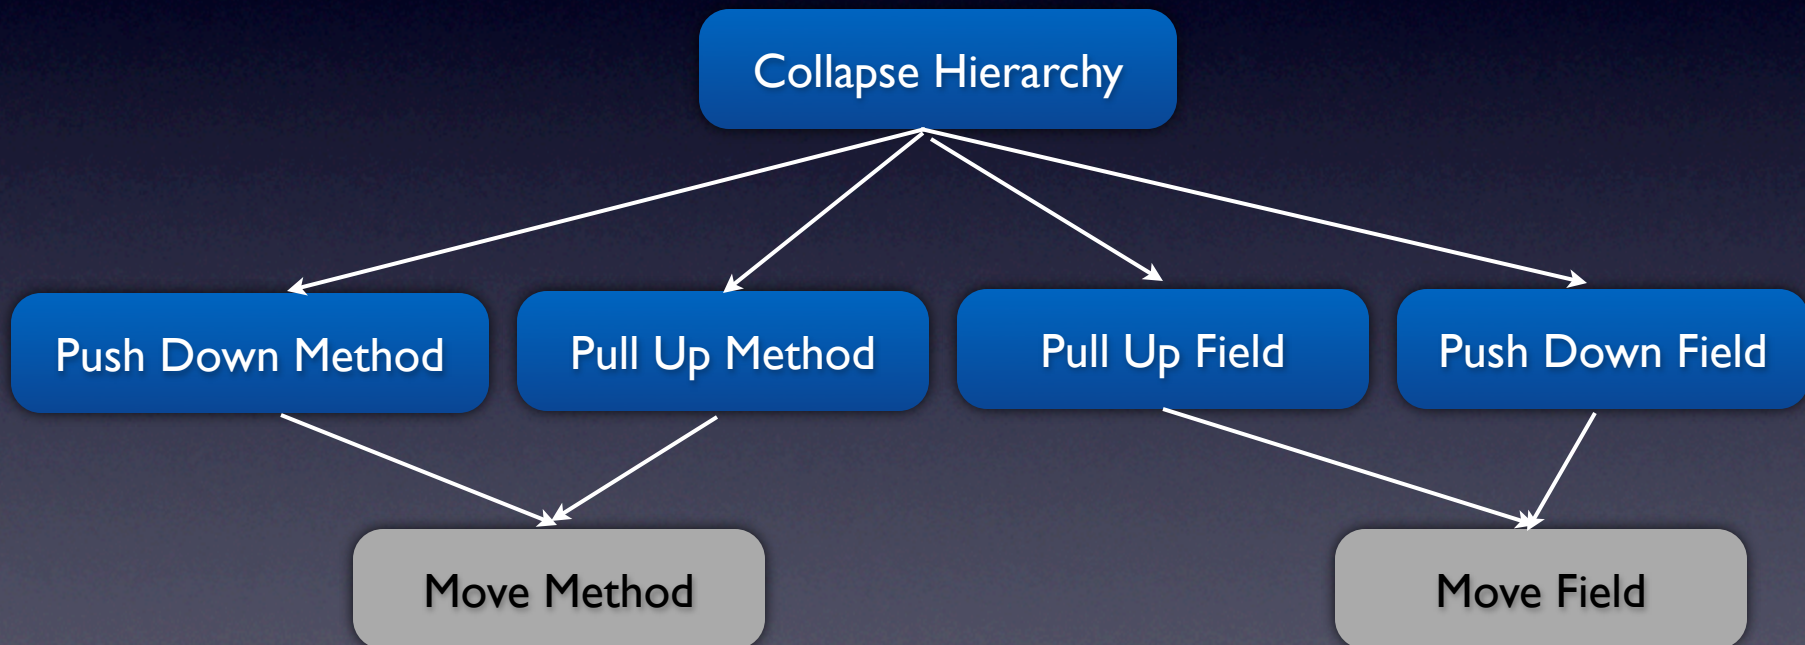 Collapse Hierarchy
Push Down Method
Pull Up Method
Pull Up Field
Push Down Field
Move Method
Move Field